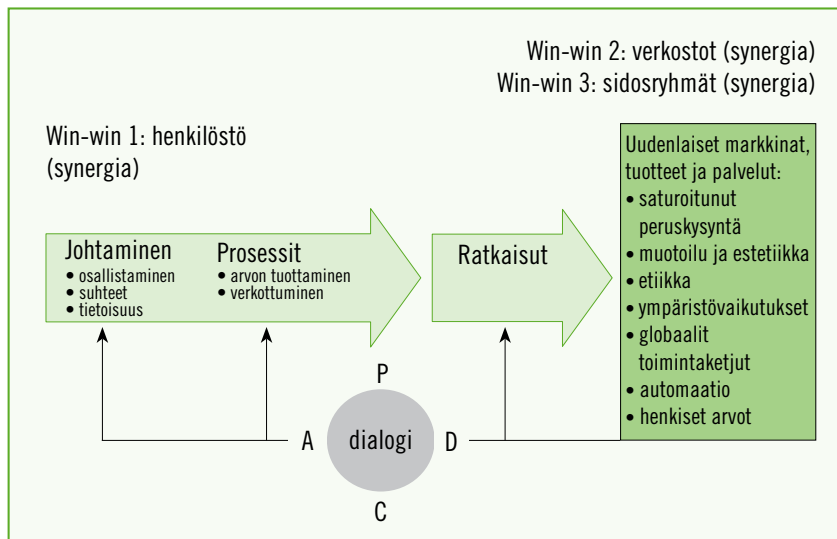 Win-win 2: verkostot (synergia)
Win-win 3: sidosryhmät (synergia)
Win-win 1: henkilöstö
(synergia)
Johtaminen
• osallistaminen
• suhteet
• tietoisuus
Prosessit
• arvon tuottaminen
• verkottuminen
Ratkaisut
Uudenlaiset markkinat,
tuotteet ja palvelut:
• saturoitunut
peruskysyntä
• muotoilu ja estetiikka
• etiikka
• ympäristövaikutukset
• globaalit
toimintaketjut
• automaatio
• henkiset arvot
P
A
dialogi
D
C